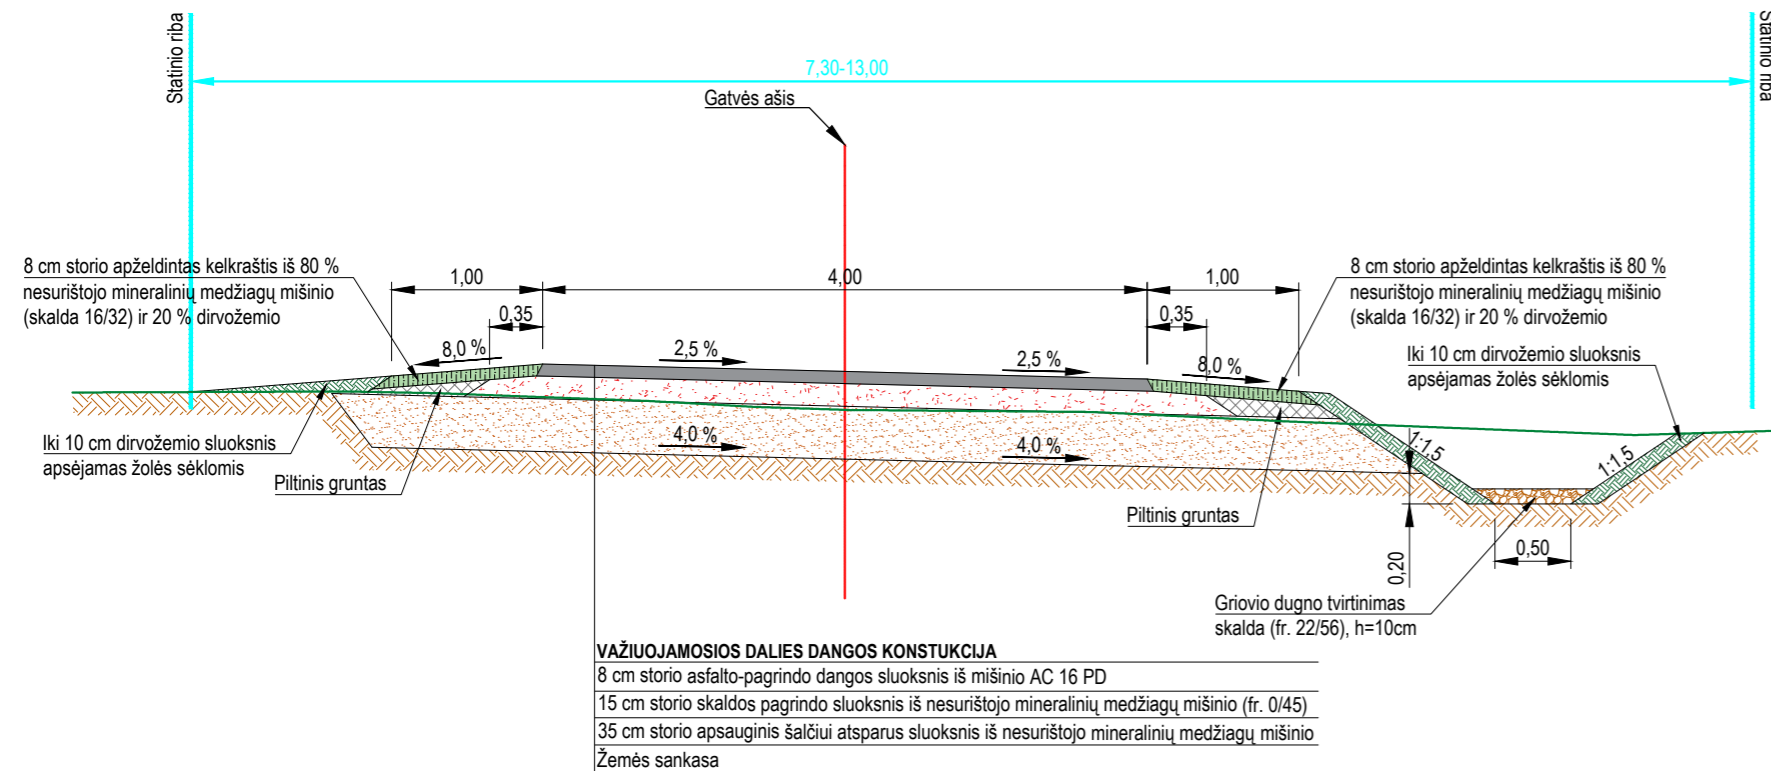 Statinio riba
Statinio riba
7,30-13,00
Gatvės ašis
8 cm storio apželdintas kelkraštis iš 80 %
nesurištojo mineralinių medžiagų mišinio
(skalda 16/32) ir 20 % dirvožemio
1,00
4,00
1,00
8 cm storio apželdintas kelkraštis iš 80 %
nesurištojo mineralinių medžiagų mišinio
(skalda 16/32) ir 20 % dirvožemio
0,35
0,35
8,0 %
2,5 %
2,5 %
8,0 %
Iki 10 cm dirvožemio sluoksnis
apsėjamas žolės sėklomis
Iki 10 cm dirvožemio sluoksnis
apsėjamas žolės sėklomis
4,0 %
4,0 %
1:1,5
1:1,5
Piltinis gruntas
Piltinis gruntas
0,20
0,50
Griovio dugno tvirtinimas
skalda (fr. 22/56), h=10cm
VAŽIUOJAMOSIOS DALIES DANGOS KONSTUKCIJA
8 cm storio asfalto-pagrindo dangos sluoksnis iš mišinio AC 16 PD
15 cm storio skaldos pagrindo sluoksnis iš nesurištojo mineralinių medžiagų mišinio (fr. 0/45)
35 cm storio apsauginis šalčiui atsparus sluoksnis iš nesurištojo mineralinių medžiagų mišinio
Žemės sankasa